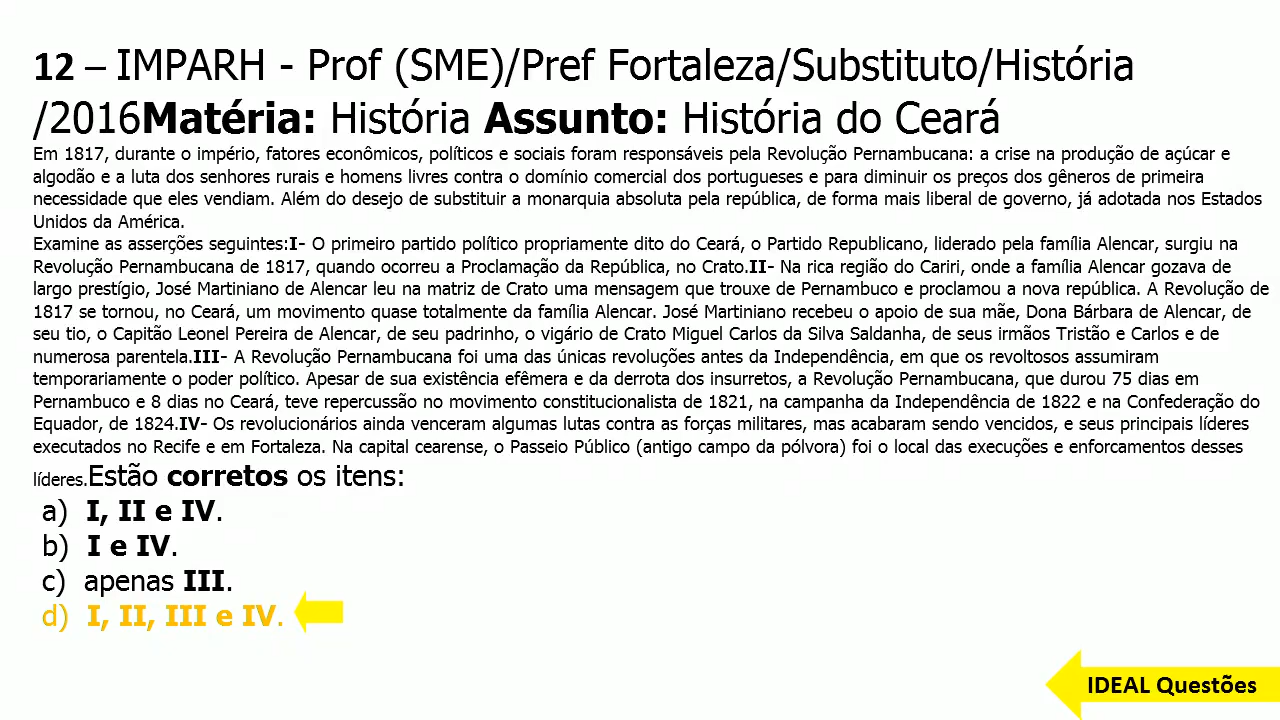 12 – IMPARH - Prof (SME)/Pref Fortaleza/Substituto/História
/2016Matéria: História Assunto: História do Ceará
Em 1817, durante o império, fatores econômicos, políticos e sociais foram responsáveis pela Revolução Pernambucana: a crise na produção de açúcar e
algodão e a luta dos senhores rurais e homens livres contra o domínio comercial dos portugueses e para diminuir os preços dos gêneros de primeira
necessidade que eles vendiam. Além do desejo de substituir a monarquia absoluta pela república, de forma mais liberal de governo, já adotada nos Estados
Unidos da América.
Examine as asserções seguintes:I- O primeiro partido político propriamente dito do Ceará, o Partido Republicano, liderado pela família Alencar, surgiu na
Revolução Pernambucana de 1817, quando ocorreu a Proclamação da República, no Crato.II- Na rica região do Cariri, onde a família Alencar gozava de
largo prestígio, José Martiniano de Alencar leu na matriz de Crato uma mensagem que trouxe de Pernambuco e proclamou a nova república. A Revolução de
1817 se tornou, no Ceará, um movimento quase totalmente da família Alencar. José Martiniano recebeu o apoio de sua mãe, Dona Bárbara de Alencar, de
seu tio, o Capitão Leonel Pereira de Alencar, de seu padrinho, o vigário de Crato Miguel Carlos da Silva Saldanha, de seus irmãos Tristão e Carlos e de
numerosa parentela.III- A Revolução Pernambucana foi uma das únicas revoluções antes da Independência, em que os revoltosos assumiram
temporariamente o poder político. Apesar de sua existência efêmera e da derrota dos insurretos, a Revolução Pernambucana, que durou 75 dias em
Pernambuco e 8 dias no Ceará, teve repercussão no movimento constitucionalista de 1821, na campanha da Independência de 1822 e na Confederação do
Equador, de 1824.IV- Os revolucionários ainda venceram algumas lutas contra as forças militares, mas acabaram sendo vencidos, e seus principais líderes
executados no Recife e em Fortaleza. Na capital cearense, o Passeio Público (antigo campo da pólvora) foi o local das execuções e enforcamentos desses
líderes.Estão corretos os itens:
a) I, II e IV.
b) I e IV.
c) apenas III.
d) I, II, III e IV.
IDEAL Questões